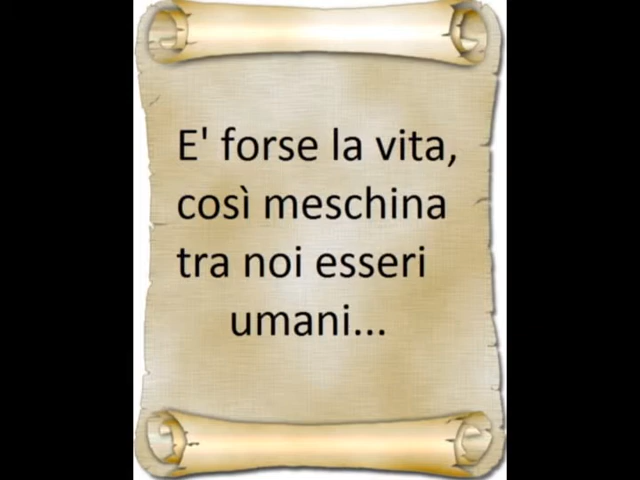 E' forse la vita,
così meschina
tra noi esseri
umani...